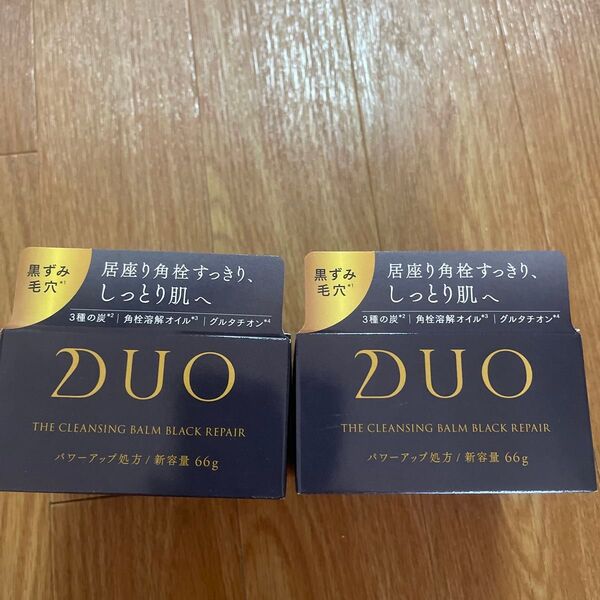 黒ずみ
毛穴*1
居座り角栓すっきり、
しっとり肌へ
3種の炭*2 | 角栓溶解オイル*3 | グルタチオン*4
DUO
THE CLEANSING BALM BLACK REPAIR
パワーアップ処方 / 新容量 66g
黒ずみ
毛穴*1
居座り角栓すっきり、
しっとり肌へ
3種の炭*2 | 角栓溶解オイル*3 | グルタチオン*4
DUO
THE CLEANSING BALM BLACK REPAIR
パワーアップ処方 / 新容量 66g